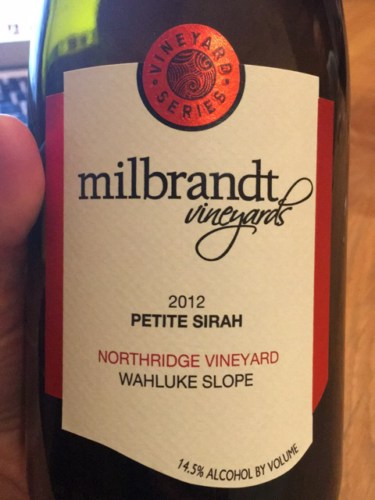 VINEYARD
SERIES
milbrandt
vineyards
2012
PETITE SIRAH
NORTHRIDGE VINEYARD
WAHLUKE SLOPE
14.5% ALCOHOL BY VOLUME